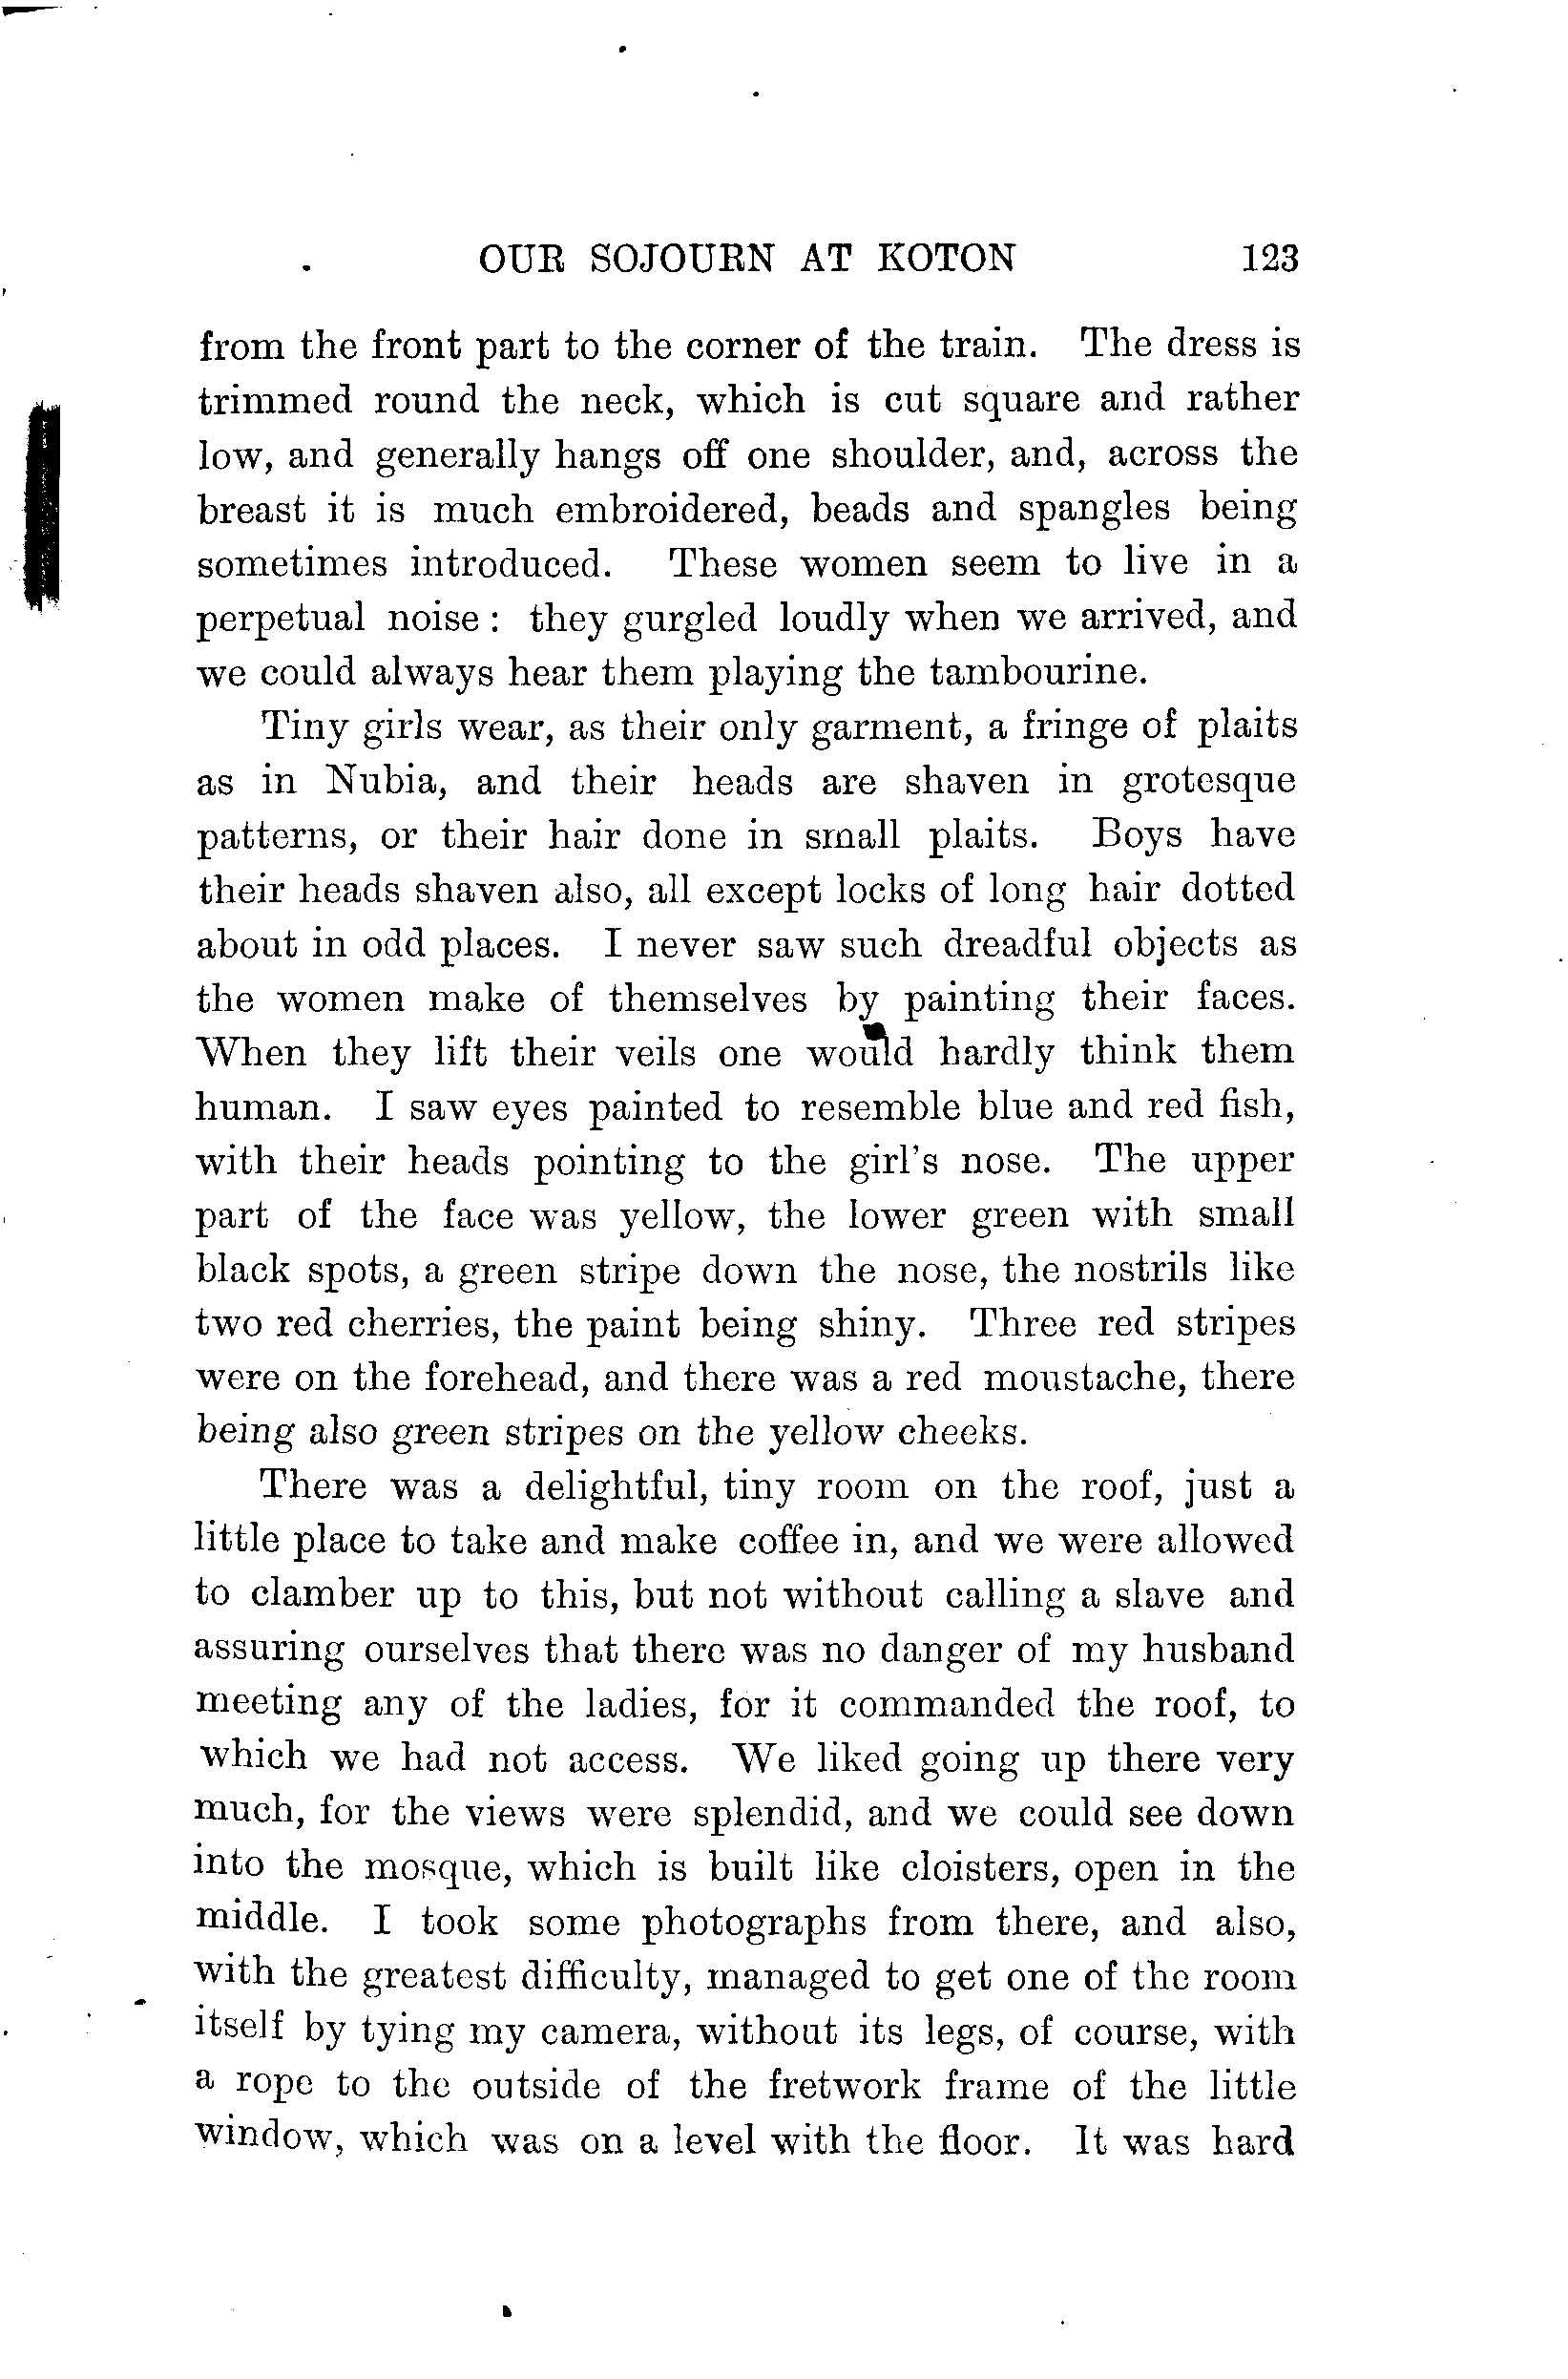 OUR SOJOURN AT KOTON 123
from the front part to the corner of the train. The dress is
trimmed round the neck, which is cut square and rather
low, and generally hangs off one shoulder, and, across the
breast it is much embroidered, beads and spangles being
sometimes introduced. These women seem to live in a
perpetual noise : they gurgled loudly when we arrived, and
we could always hear them playing the tambourine.
Tiny girls wear, as their only garment, a fringe of plaits
as in Nubia, and their heads are shaven in grotesque
patterns, or their hair done in small plaits. Boys have
their heads shaven also, all except locks of long hair dotted
about in odd places. I never saw such dreadful objects as
the women make of themselves by painting their faces.
When they lift their veils one would hardly think them
human. I saw eyes painted to resemble blue and red fish,
with their heads pointing to the girl's nose. The upper
part of the face was yellow, the lower green with small
black spots, a green stripe down the nose, the nostrils like
two red cherries, the paint being shiny. Three red stripes
were on the forehead, and there was a red moustache, there
being also green stripes on the yellow cheeks.
There was a delightful, tiny room on the roof, just a
little place to take and make coffee in, and we were allowed
to clamber up to this, but not without calling a slave and
assuring ourselves that there was no danger of my husband
meeting any of the ladies, for it commanded the roof, to
which we had not access. We liked going up there very
much, for the views were splendid, and we could see down
into the mosque, which is built like cloisters, open in the
middle. I took some photographs from there, and also,
with the greatest difficulty, managed to get one of the room
itself by tying my camera, without its legs, of course, with
a rope to the outside of the fretwork frame of the little
window, which was on a level with the floor. It was hard